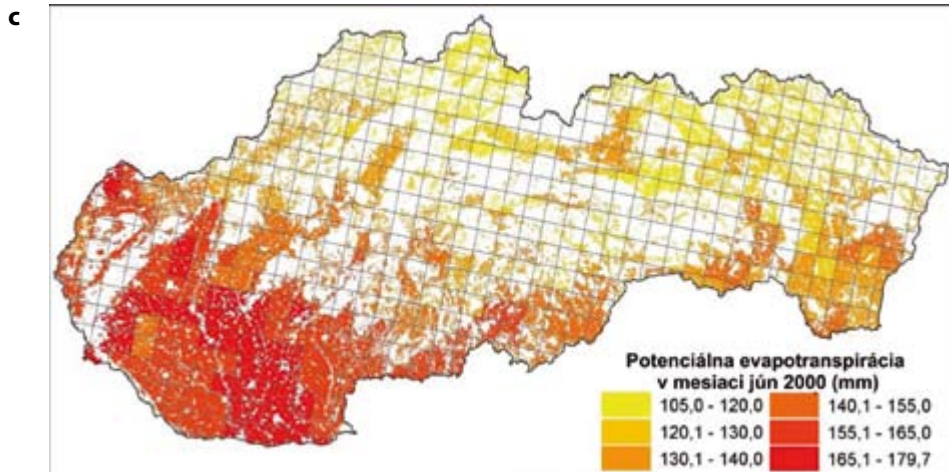 c
Potenciálna evapotranspirácia
v mesiaci jún 2000 (mm)
105,0 - 120,0
120,1 - 130,0
130,1 - 140,0
140,1 - 155,0
155,1 - 165,0
165,1 - 179,7